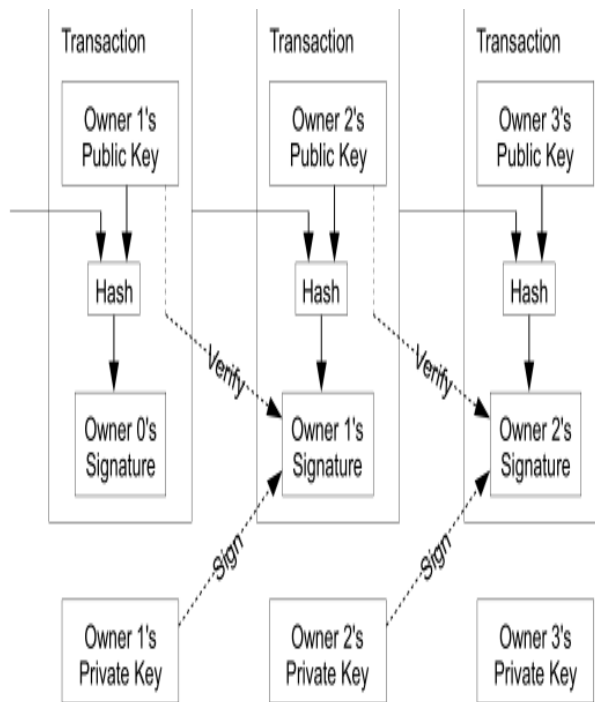 Transaction
Transaction
Transaction
Owner 1's
Public Key
Owner 2's
Public Key
Owner 3's
Public Key
Hash
Hash
Hash
Verify
Verify
Owner 0's
Signature
Owner 1's
Signature
Owner 2's
Signature
Sign
Sign
Owner 1's
Private Key
Owner 2's
Private Key
Owner 3's
Private Key